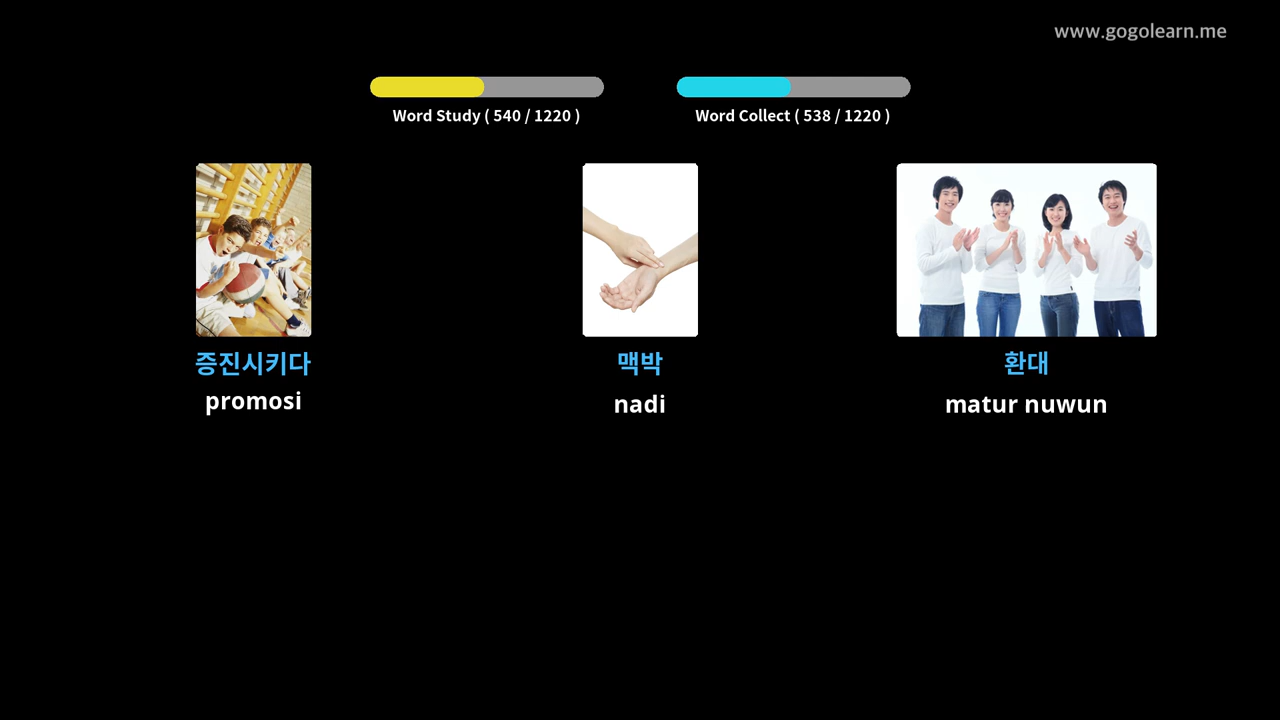 www.gogolearn.me
Word Study ( 540 / 1220 )
Word Collect ( 538 / 1220 )
증진시키다
맥박
환대
promosi
nadi
matur nuwun